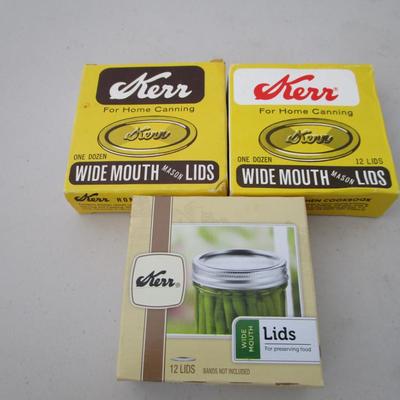 Kerr
For Home Canning
Kerr
ONE DOZEN
WIDE MOUTH MASON LIDS
Kerr
Kerr®
For Home Canning
Kerr
ONE DOZEN 12 LIDS
WIDE MOUTH MASON LIDS
COOKBOOK
Kerr®
WIDE MOUTH
Lids
For preserving food
12 LIDS BANDS NOT INCLUDED